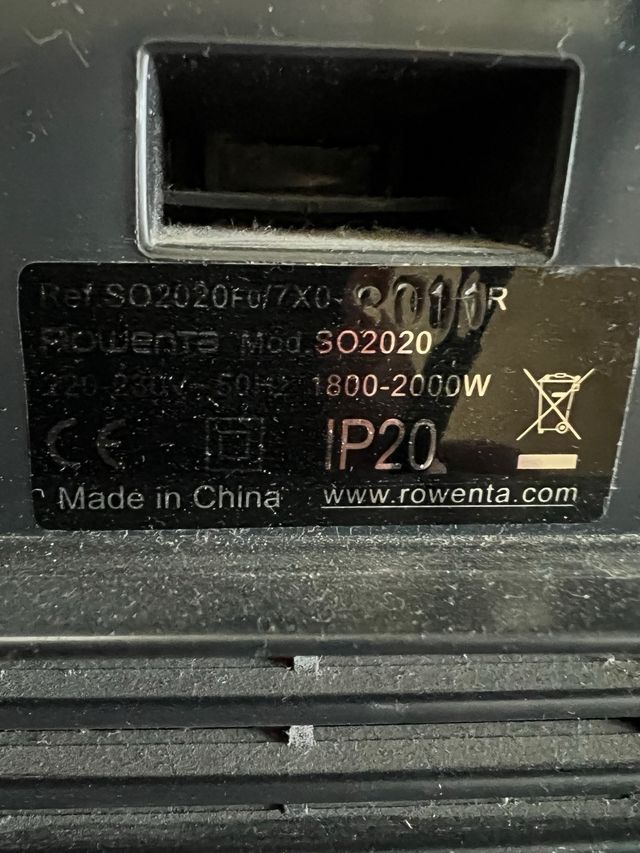 Ref.SO2020F0/7X0- 3011R
Rowenta Mod.SO2020
220-230V~50Hz 1800-2000W
CE IP20
Made in China www.rowenta.com